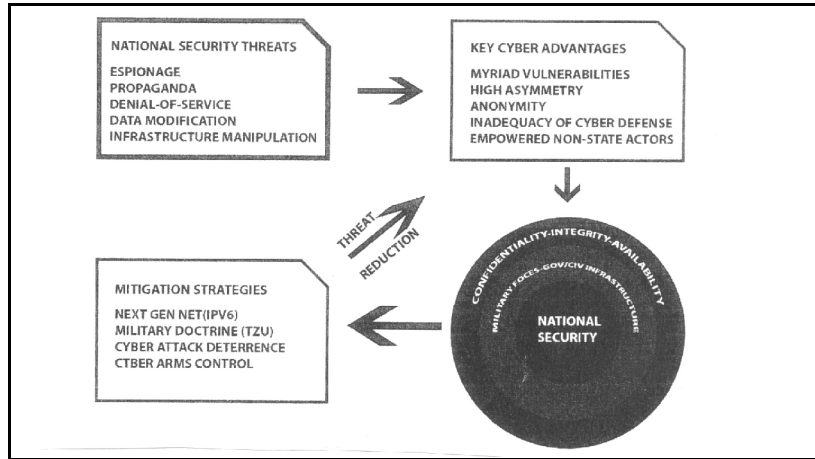 NATIONAL SECURITY THREATS
ESPIONAGE
PROPAGANDA
DENIAL-OF-SERVICE
DATA MODIFICATION
INFRASTRUCTURE MANIPULATION
KEY CYBER ADVANTAGES
MYRIAD VULNERABILITIES
HIGH ASYMMETRY
ANONYMITY
INADEQUACY OF CYBER DEFENSE
EMPOWERED NON-STATE ACTORS
THREAT
REDUCTION
MITIGATION STRATEGIES
NEXT GEN NET(IPV6)
MILITARY DOCTRINE (TZU)
CYBER ATTACK DETERRENCE
CTBER ARMS CONTROL
CONFIDENTIALITY-INTEGRITY-AVAILABILITY
MILITARY FOCES-GOV/CIV INFRASTRUCTURE
NATIONAL
SECURITY